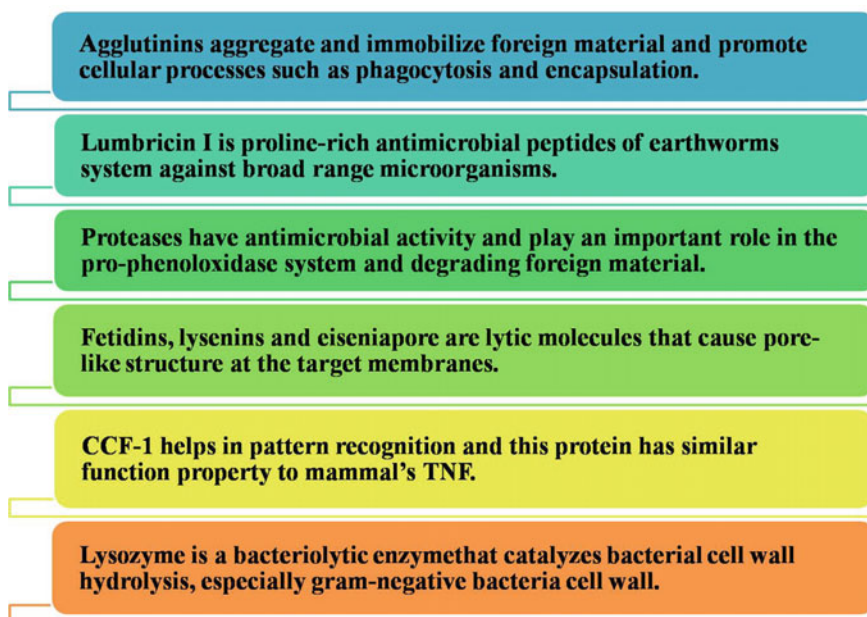 Agglutinins aggregate and immobilize foreign material and promote
cellular processes such as phagocytosis and encapsulation.
Lumbricin I is proline-rich antimicrobial peptides of earthworms
system against broad range microorganisms.
Proteases have antimicrobial activity and play an important role in the
pro-phenoloxidase system and degrading foreign material.
Fetidins, lysenins and eiseniapore are lytic molecules that cause pore-
like structure at the target membranes.
CCF-1 helps in pattern recognition and this protein has similar
function property to mammal's TNF.
Lysozyme is a bacteriolytic enzymethat catalyzes bacterial cell wall
hydrolysis, especially gram-negative bacteria cell wall.